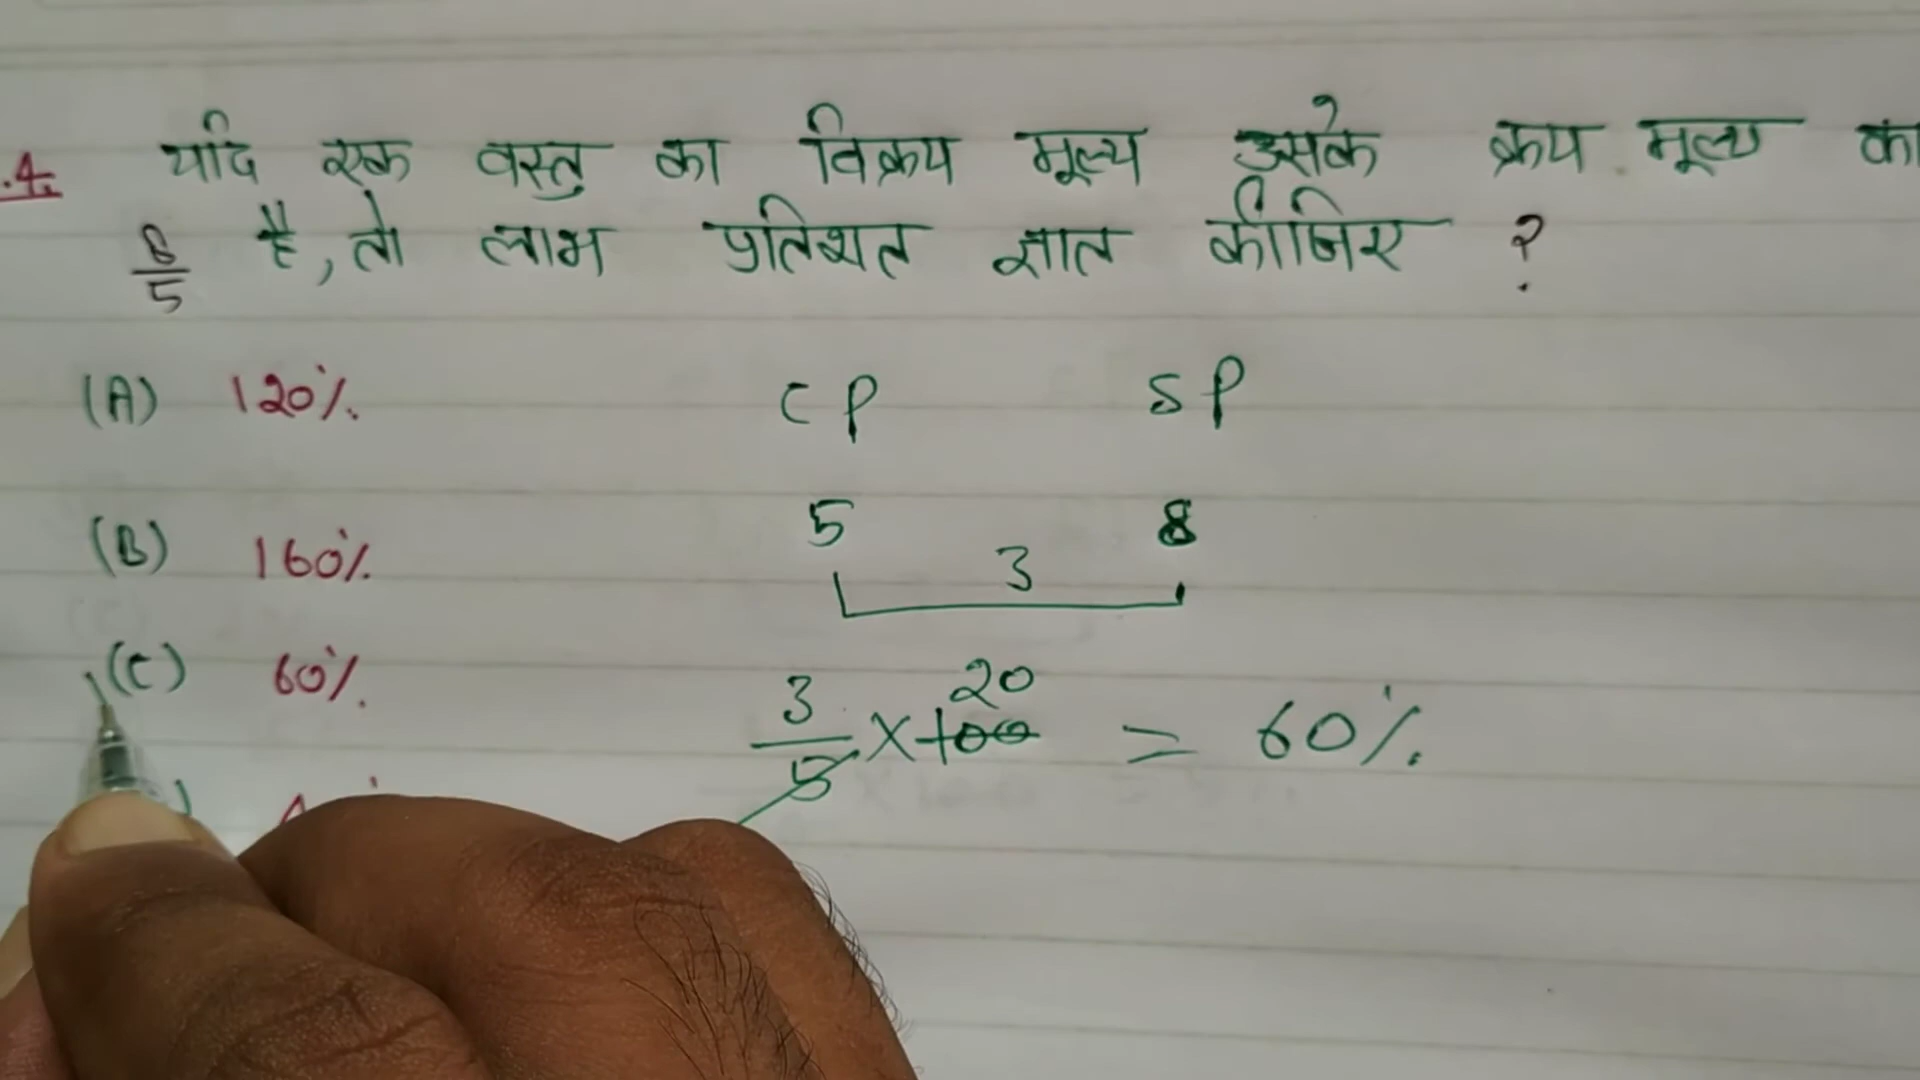 .4. यदि एक वस्तु का विक्रय मूल्य उसके क्रय मूल्य का
8/5 है, तो लाभ प्रतिशत ज्ञात कीजिए ?
(A) 120%
(B) 160%
(C) 60%
CP SP
5 8
3
3/5 × 100 = 60%
20